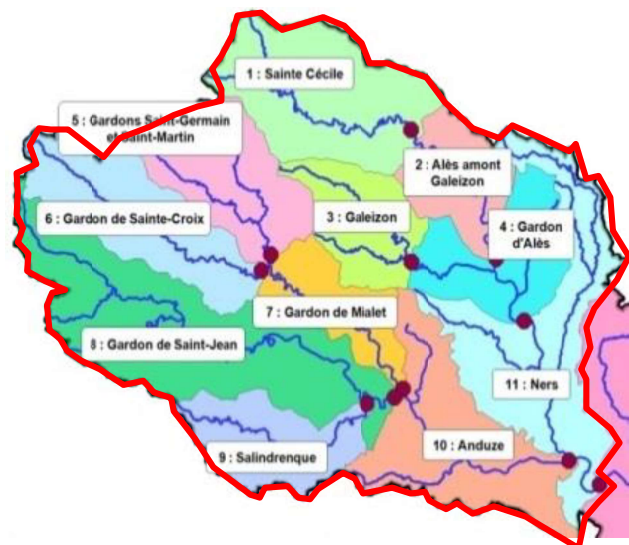 1 : Sainte Cécile
5 : Gardons Saint-Germain
et Saint-Martin
2 : Alès amont
Galeizon
3 : Galeizon
6 : Gardon de Sainte-Croix
4 : Gardon
d'Alès
7 : Gardon de Mialet
8 : Gardon de Saint-Jean
11 : Ners
10 : Anduze
9 : Salindrenque